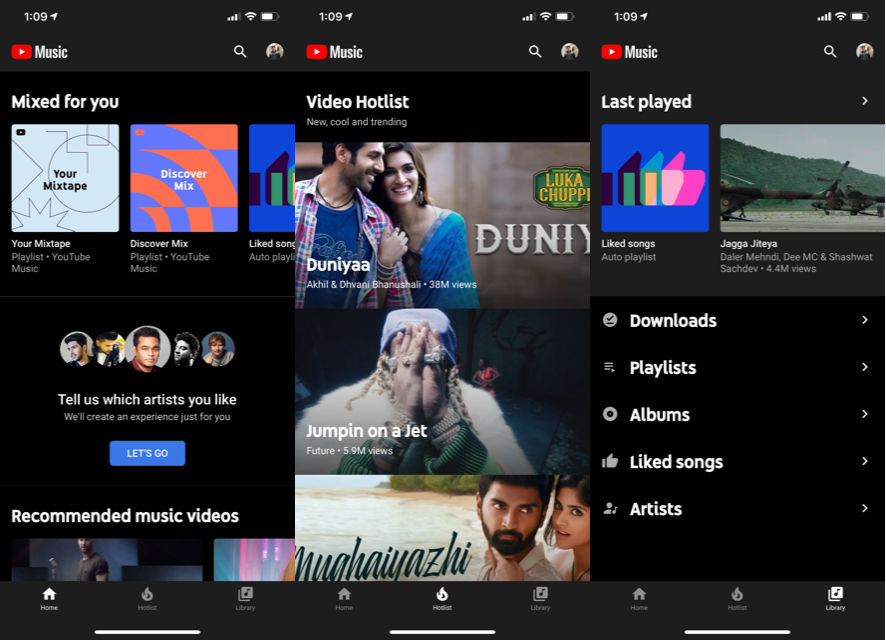 1:09
Music
Mixed for you
Your
Mixtape
Discover
Mix
Your Mixtape
Playlist • YouTube
Music
Discover Mix
Playlist • YouTube
Music
Liked song
Auto playli
Tell us which artists you like
We'll create an experience just for you
LET'S GO
Recommended music videos
Home
Hotlist
Library
1:09
Music
Video Hotlist
New, cool and trending
LUKA
CHUPPI
DUNIY
Duniyaa
Akhil & Dhvani Bhanushali • 38M views
Jumpin on a Jet
Future • 5.9M views
Mughaiyazhi
Home
Hotlist
Library
1:09
Music
Last played
Liked songs
Auto playlist
Jagga Jiteya
Daler Mehndi, Dee MC & Shashwat
Sachdev • 4.4M views
Downloads
Playlists
Albums
Liked songs
Artists
Home
Hotlist
Library